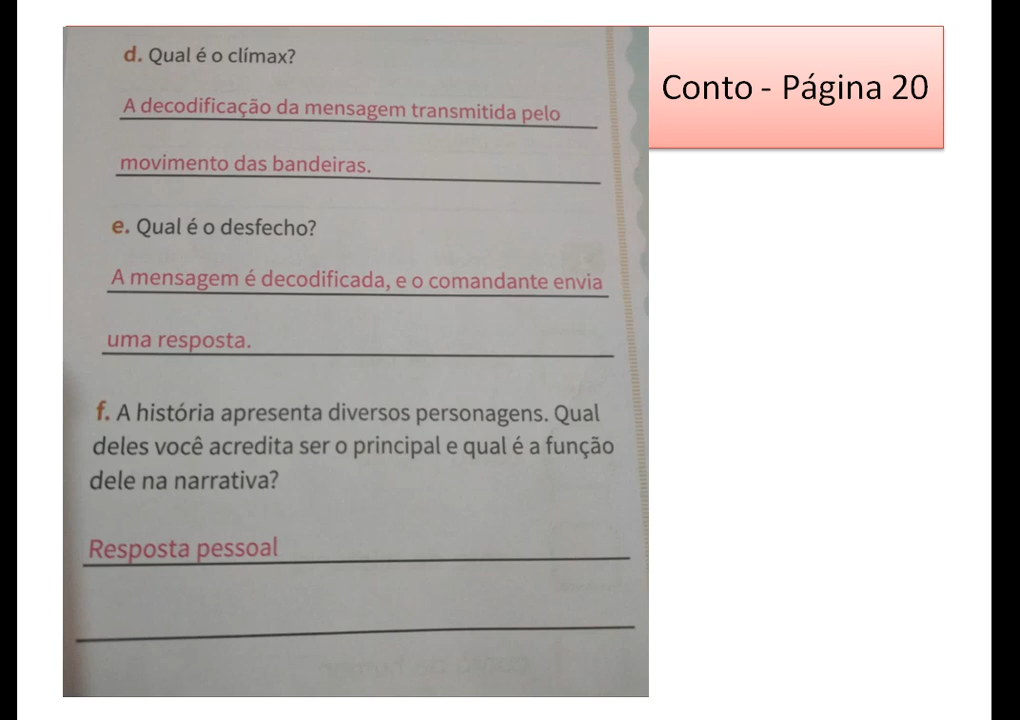 d. Qual é o clímax?
A decodificação da mensagem transmitida pelo
movimento das bandeiras.
e. Qual é o desfecho?
A mensagem é decodificada, e o comandante envia
uma resposta.
f. A história apresenta diversos personagens. Qual
deles você acredita ser o principal e qual é a função
dele na narrativa?
Resposta pessoal
Conto - Página 20